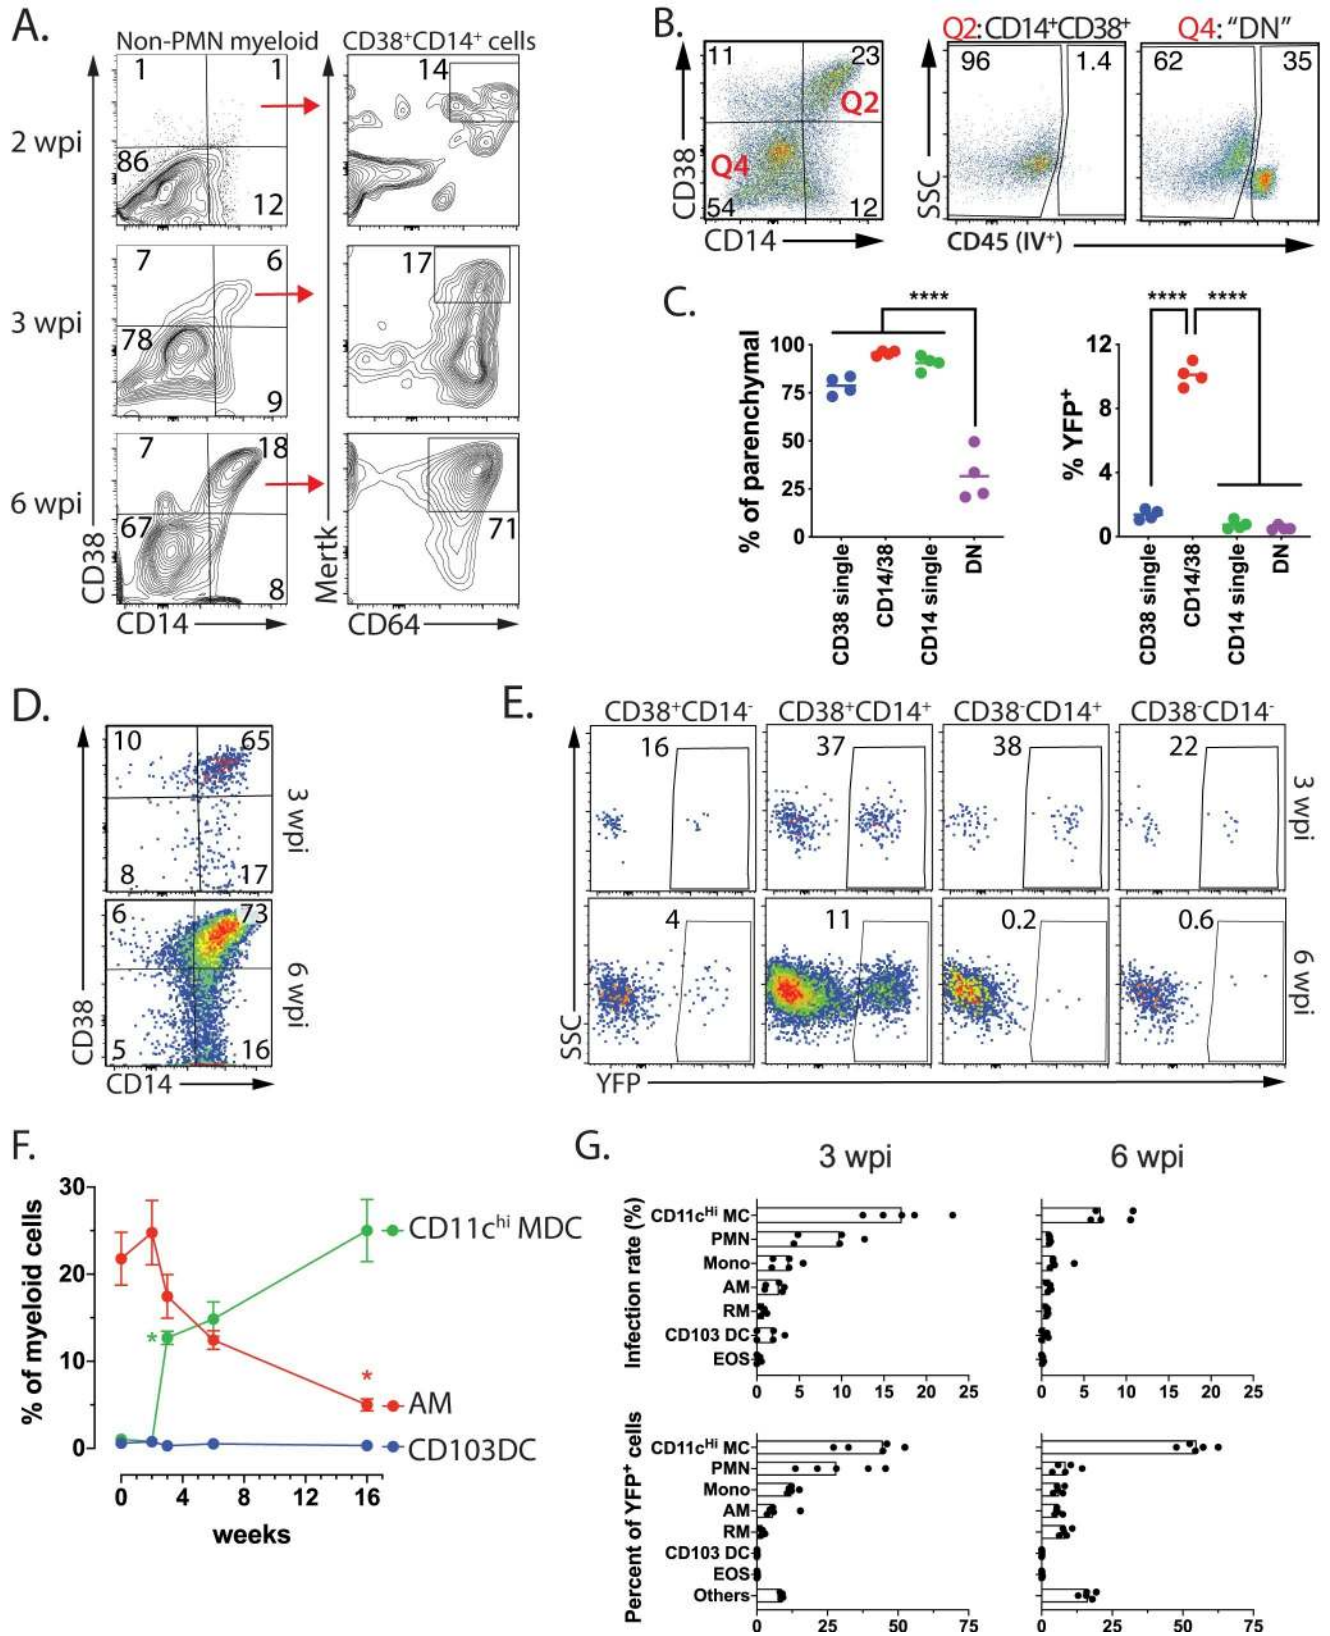 A.
Non-PMN myeloid
CD38⁺CD14⁺ cells
2 wpi
1
1
86
12
14
3 wpi
7
6
78
9
17
6 wpi
7
18
67
8
71
CD38
CD14
Mertk
CD64
B.
Q2:CD14⁺CD38⁺
Q4: “DN”
11
23
Q2
Q4
54
12
CD38
CD14
96
1.4
62
35
SSC
CD45 (IV⁺)
C.
****
% of parenchymal
100
75
50
25
0
CD38 single
CD14/38
CD14 single
DN
****
****
% YFP⁺
12
8
4
0
CD38 single
CD14/38
CD14 single
DN
D.
10
65
8
17
3 wpi
6
73
5
16
6 wpi
CD38
CD14
E.
CD38⁺CD14⁻
CD38⁺CD14⁺
CD38⁻CD14⁺
CD38⁻CD14⁻
16
37
38
22
3 wpi
4
11
0.2
0.6
6 wpi
SSC
YFP
F.
% of myeloid cells
30
20
10
0
*
*
CD11cʰⁱ MDC
AM
CD103DC
0
4
8
12
16
weeks
G.
3 wpi
6 wpi
Infection rate (%)
CD11cᴴⁱ MC
PMN
Mono
AM
RM
CD103 DC
EOS
0
5
10
15
20
25
0
5
10
15
20
25
Percent of YFP⁺ cells
CD11cᴴⁱ MC
PMN
Mono
AM
RM
CD103 DC
EOS
Others
0
25
50
75
0
25
50
75